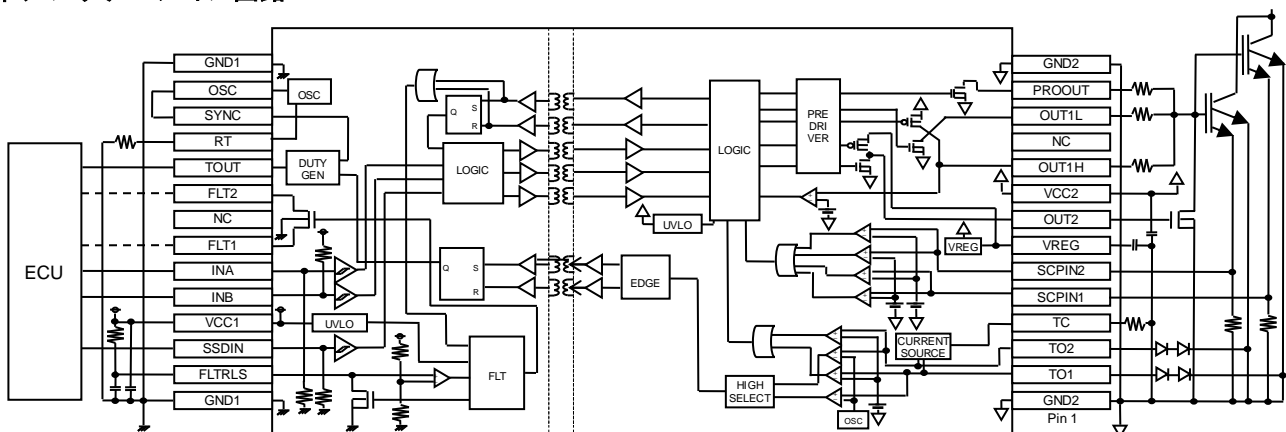 ECU
GND1
OSC
SYNC
RT
TOUT
FLT2
NC
FLT1
INA
INB
VCC1
SSDIN
FLTRLS
GND1
OSC
DUTY
GEN
UVLO
Q
S
R
LOGIC
Q
S
R
FLT
EDGE
HIGH
SELECT
OSC
UVLO
LOGIC
PRE
DRI
VER
VREG
CURRENT
SOURCE
GND2
PROOUT
OUT1L
NC
OUT1H
VCC2
OUT2
VREG
SCPIN2
SCPIN1
TC
TO2
TO1
GND2
Pin 1